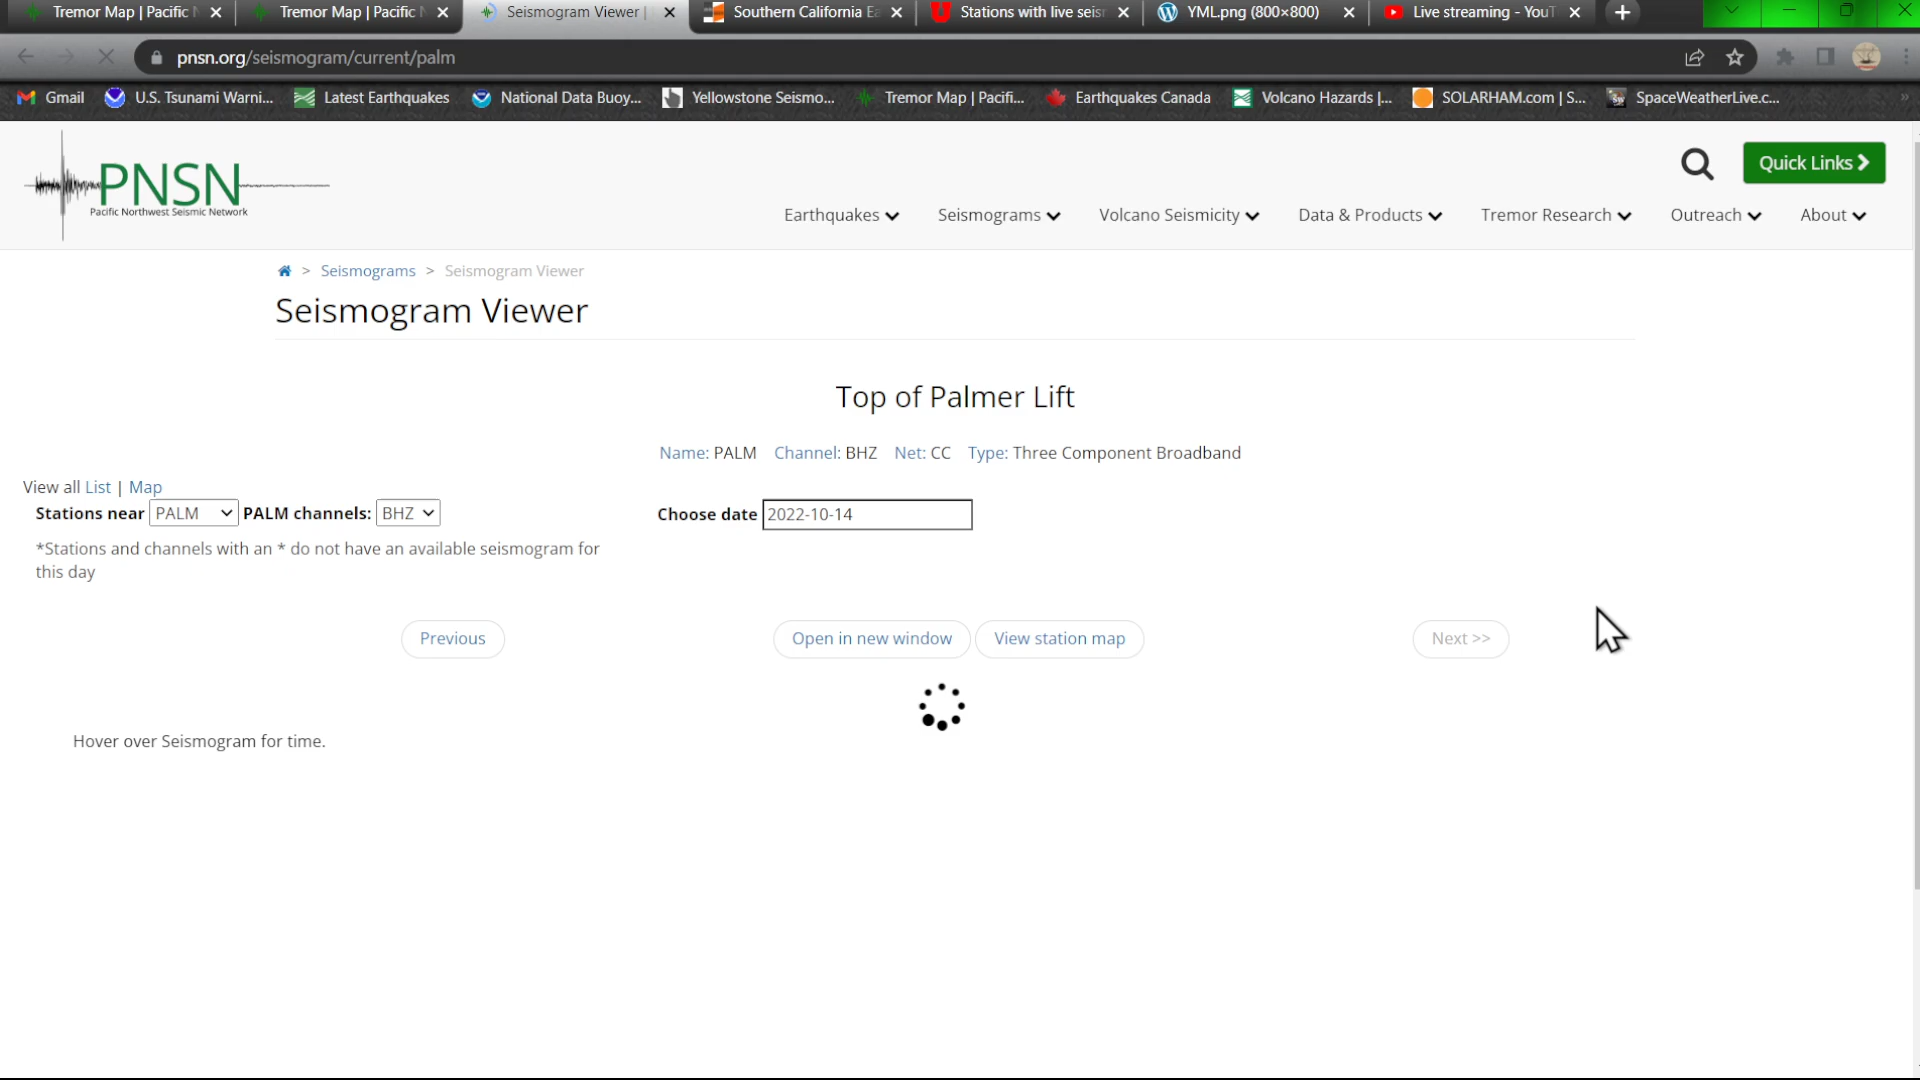 Tremor Map | Pacific Tremor Map | Pacific Seismogram Viewer | Southern California Ea Stations with live seis YML.png (800×800) Live streaming - YouT
pnsn.org/seismogram/current/palm
Gmail U.S. Tsunami Warni... Latest Earthquakes National Data Buoy... Yellowstone Seismo... Tremor Map | Pacifi... Earthquakes Canada Volcano Hazards |... SOLARHAM.com | S... SpaceWeatherLive.c... »
PNSN
Pacific Northwest Seismic Network
Quick Links
Earthquakes Seismograms Volcano Seismicity Data & Products Tremor Research Outreach About
> Seismograms > Seismogram Viewer
Seismogram Viewer
Top of Palmer Lift
Name: PALM Channel: BHZ Net: CC Type: Three Component Broadband
View all List | Map
Stations near PALM PALM channels: BHZ Choose date 2022-10-14
*Stations and channels with an * do not have an available seismogram for
this day
Previous Open in new window View station map Next >>
Hover over Seismogram for time.